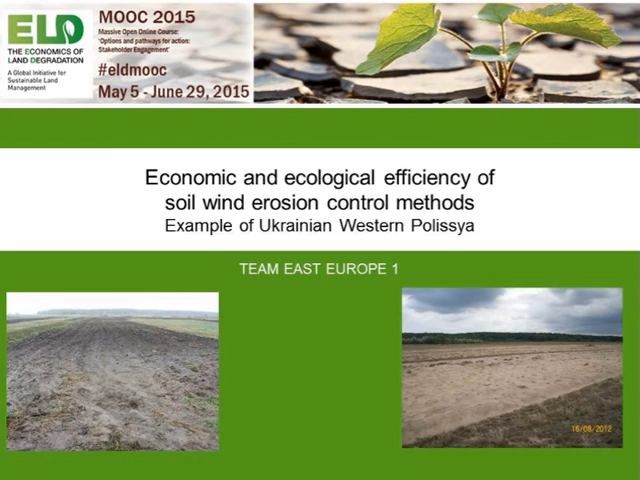 ELD
THE ECONOMICS OF
LAND DEGRADATION
A Global Initiative for
Sustainable Land
Management
MOOC 2015
Massive Open Online Course:
'Options and pathways for action:
Stakeholder Engagement'
#eldmooc
May 5 - June 29, 2015
Economic and ecological efficiency of
soil wind erosion control methods
Example of Ukrainian Western Polissya
TEAM EAST EUROPE 1
16/08/2012